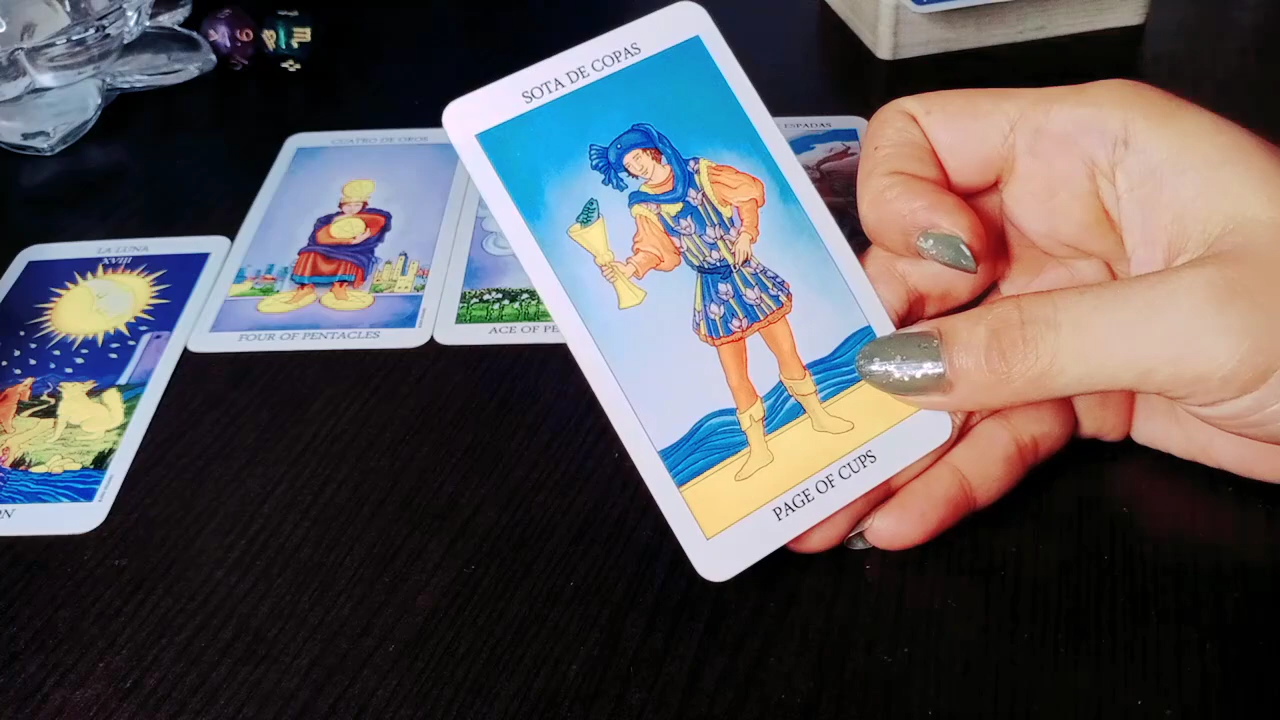 SOTA DE COPAS
PAGE OF CUPS
LA LUNA
XVIII
CUATRO DE OROS
FOUR OF PENTACLES
ACE OF PE
ESPADAS
6